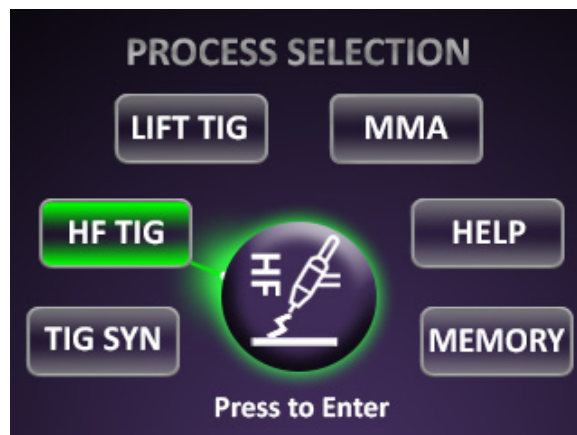 PROCESS SELECTION
LIFT TIG
MMA
HF TIG
HELP
HF
TIG SYN
MEMORY
Press to Enter